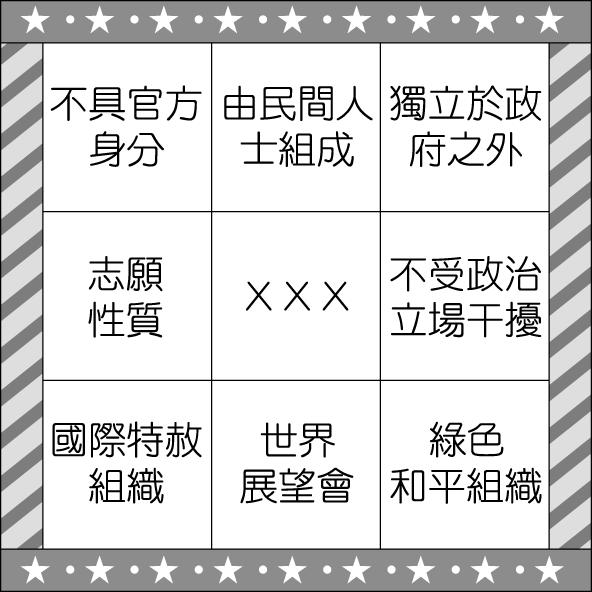 不具官方
身分
由民間人
士組成
獨立於政
府之外
志願
性質
XXX
不受政治
立場干擾
國際特赦
組織
世界
展望會
綠色
和平組織